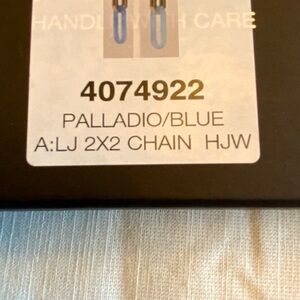 HANDLE WITH CARE
4074922
PALLADIO/BLUE
A:LJ 2X2 CHAIN HJW